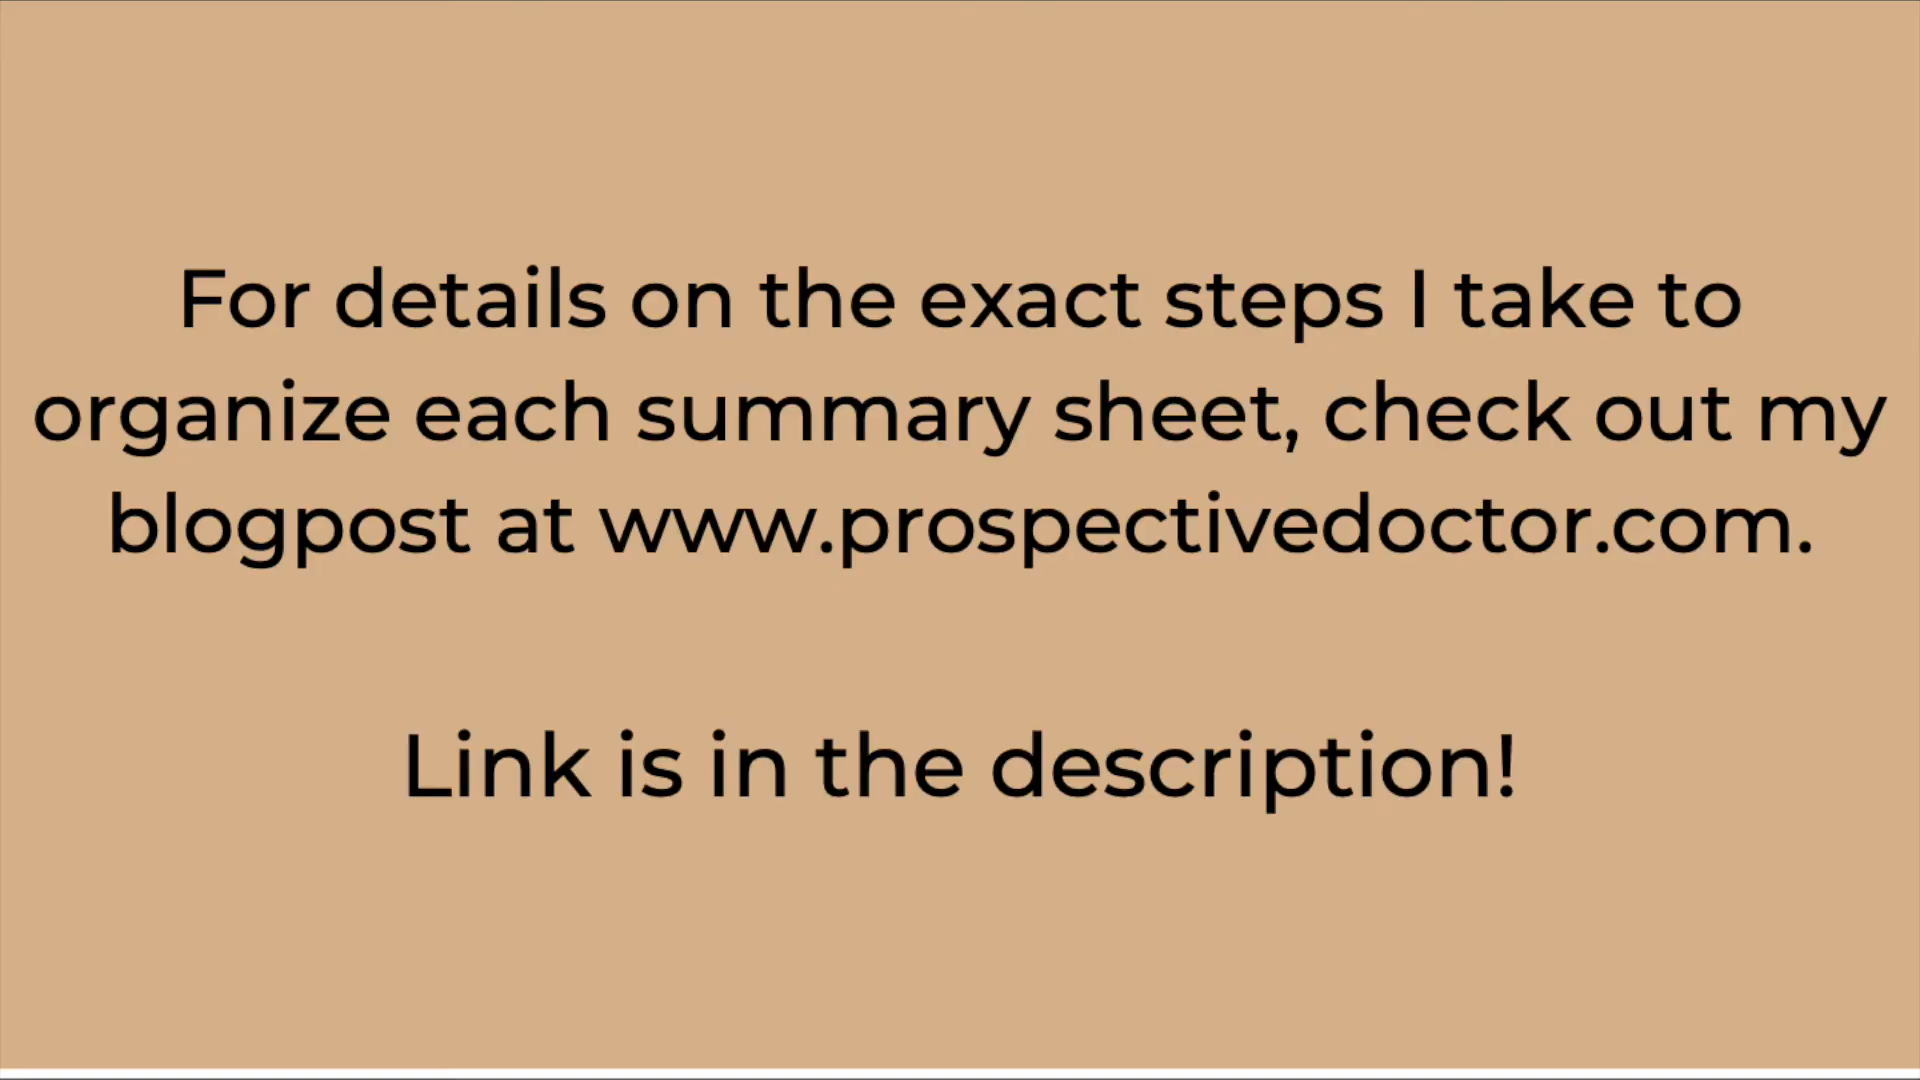 For details on the exact steps I take to
organize each summary sheet, check out my
blogpost at www.prospectivedoctor.com.
Link is in the description!